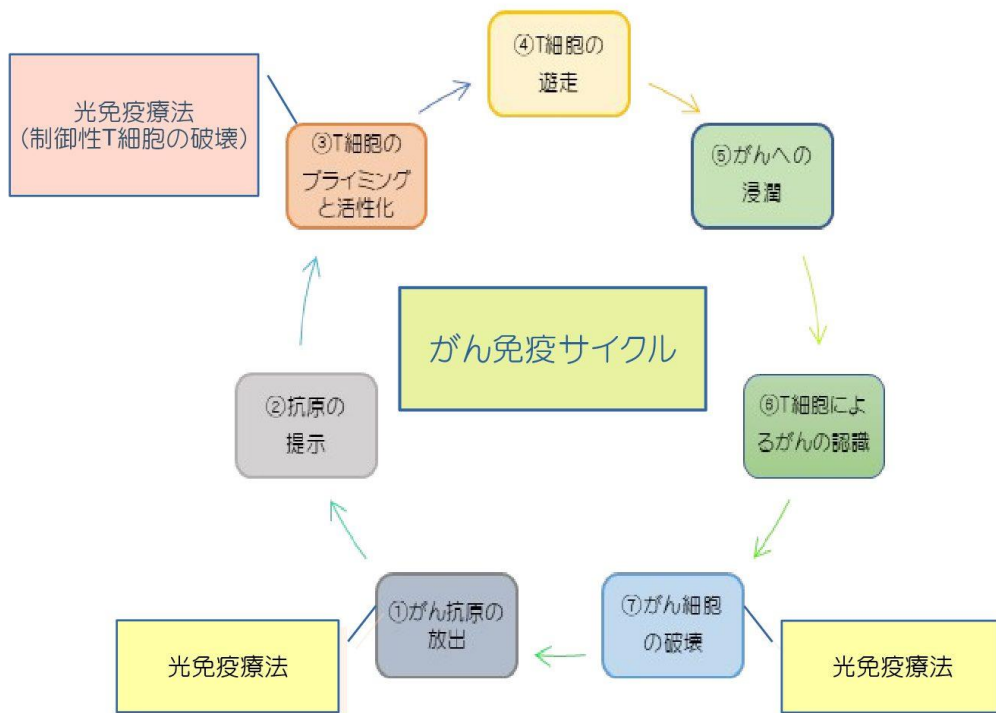 ④T細胞の
遊走
光免疫療法
(制御性T細胞の破壊)
③T細胞の
プライミング
と活性化
⑤がんへの
浸潤
がん免疫サイクル
②抗原の
提示
⑥T細胞によ
るがんの認識
①がん抗原の
放出
⑦がん細胞
の破壊
光免疫療法
光免疫療法